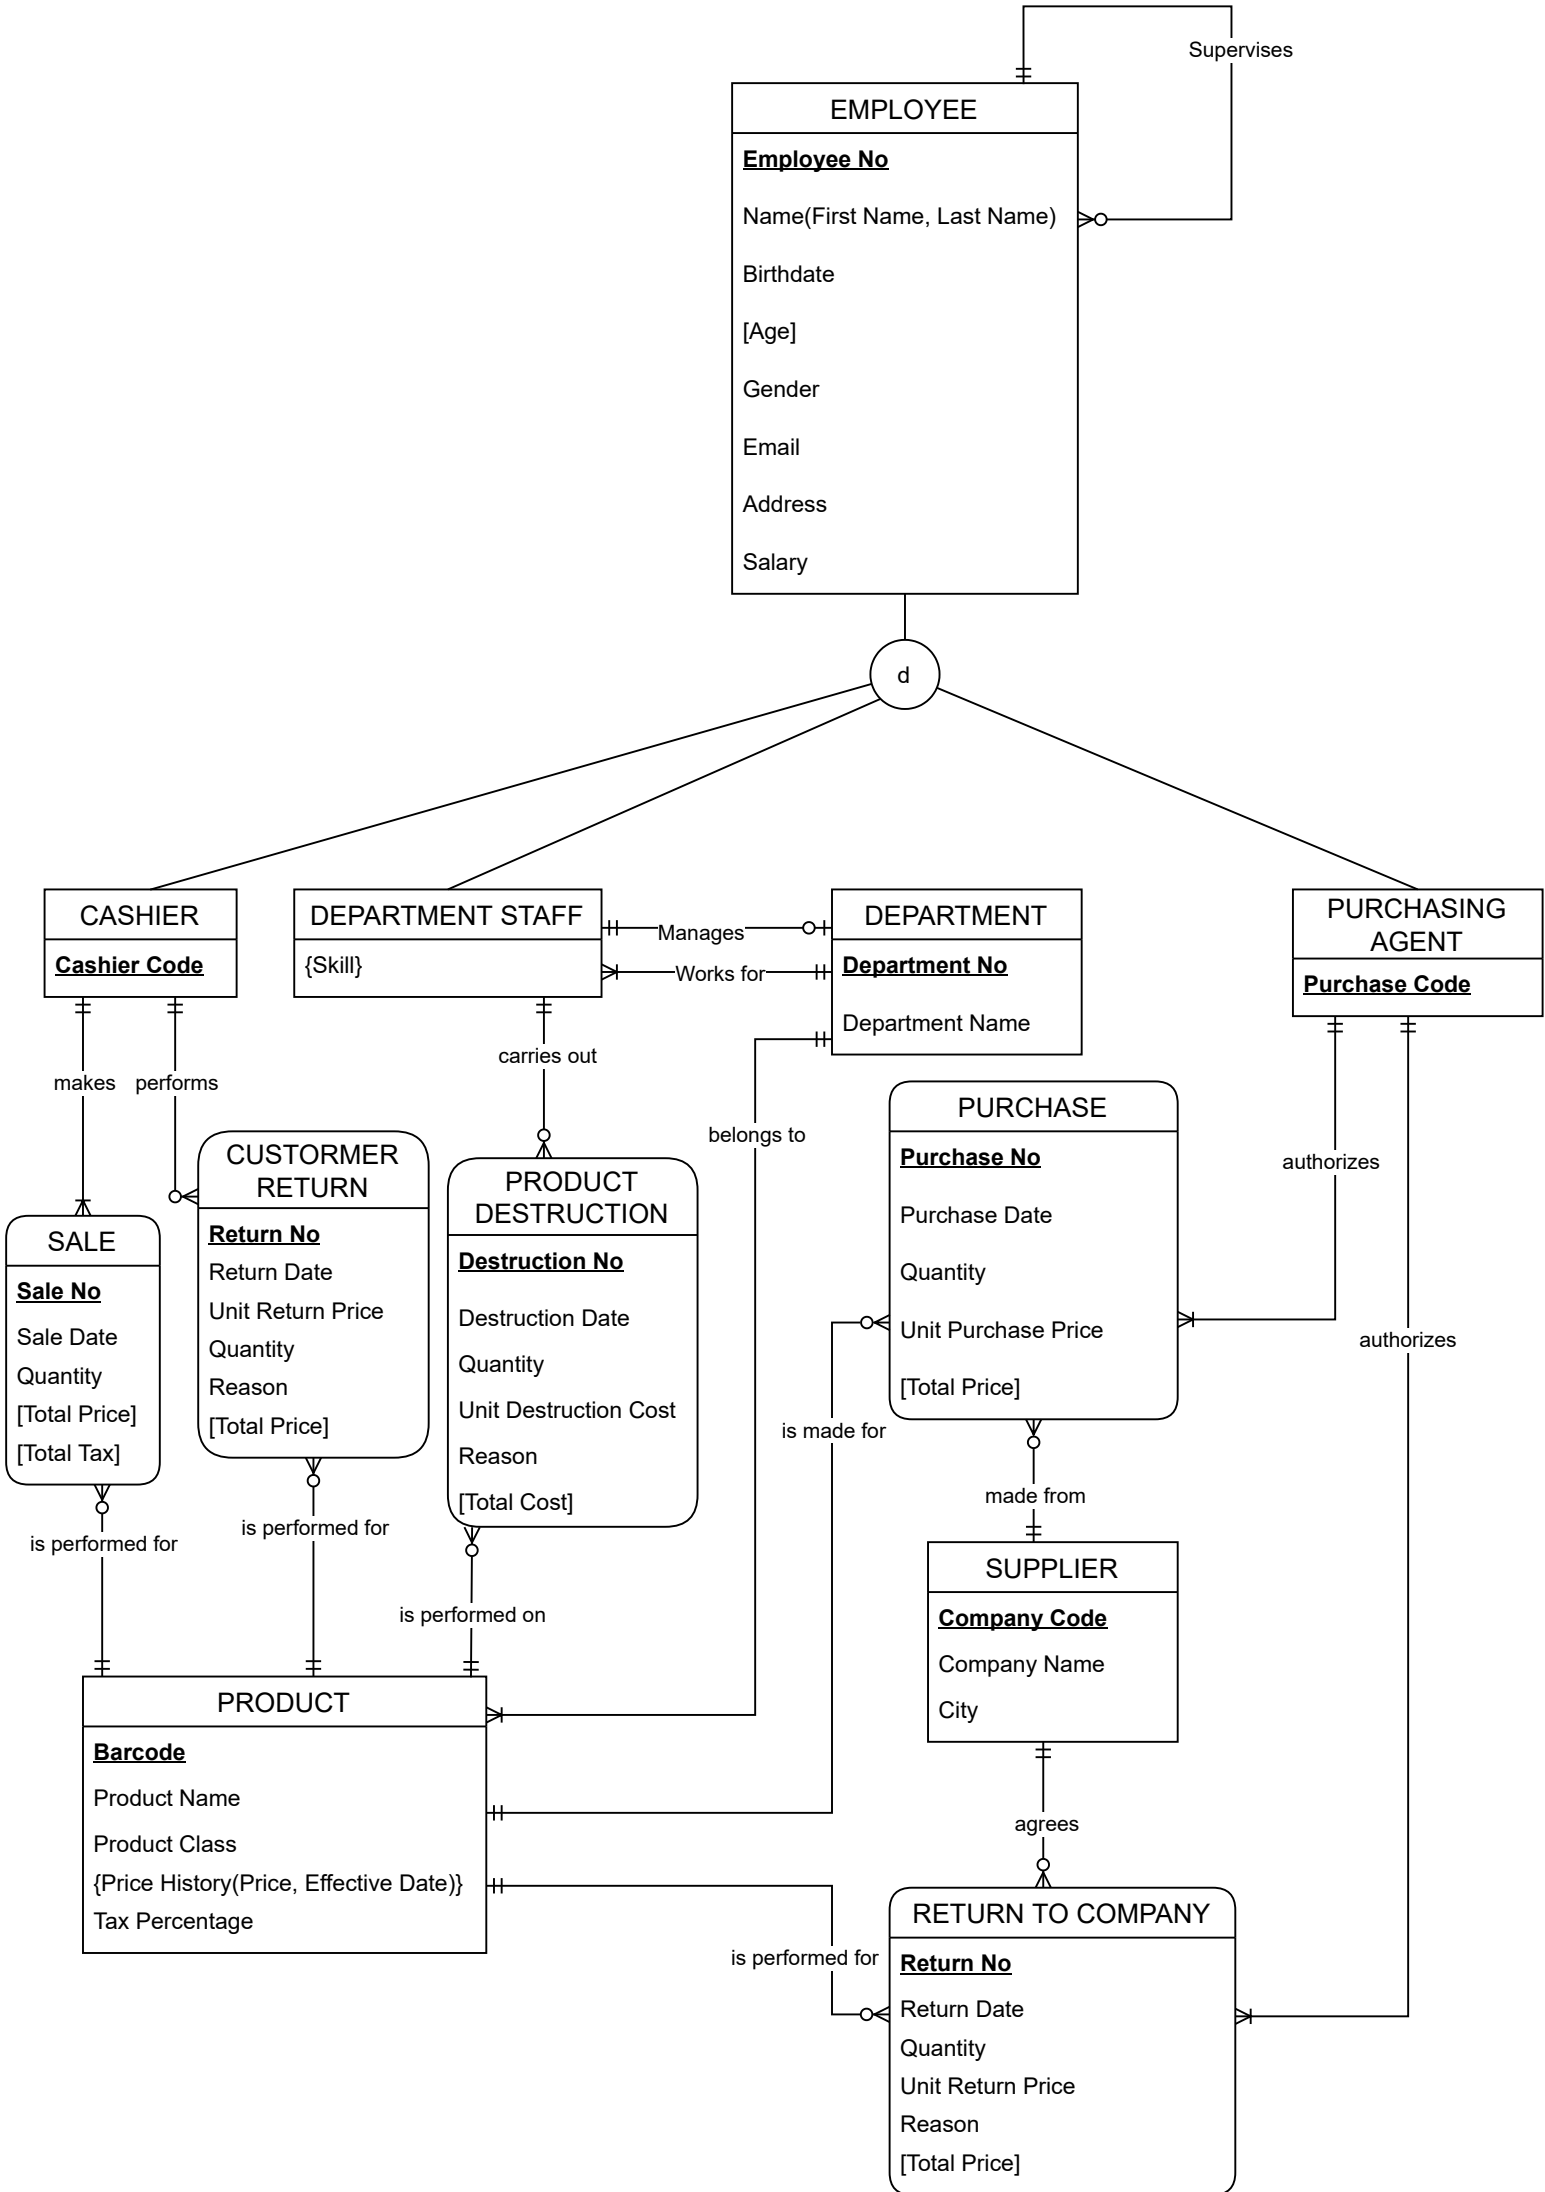 Supervises
EMPLOYEE
Employee No
Name(First Name, Last Name)
Birthdate
[Age]
Gender
Email
Address
Salary
d
CASHIER
Cashier Code
DEPARTMENT STAFF
{Skill}
Manages
Works for
DEPARTMENT
Department No
Department Name
PURCHASING
AGENT
Purchase Code
makes
performs
carries out
belongs to
authorizes
authorizes
SALE
Sale No
Sale Date
Quantity
[Total Price]
[Total Tax]
CUSTORMER
RETURN
Return No
Return Date
Unit Return Price
Quantity
Reason
[Total Price]
PRODUCT
DESTRUCTION
Destruction No
Destruction Date
Quantity
Unit Destruction Cost
Reason
[Total Cost]
PURCHASE
Purchase No
Purchase Date
Quantity
Unit Purchase Price
[Total Price]
is made for
made from
is performed for
is performed for
is performed on
SUPPLIER
Company Code
Company Name
City
PRODUCT
Barcode
Product Name
Product Class
{Price History(Price, Effective Date)}
Tax Percentage
agrees
is performed for
RETURN TO COMPANY
Return No
Return Date
Quantity
Unit Return Price
Reason
[Total Price]